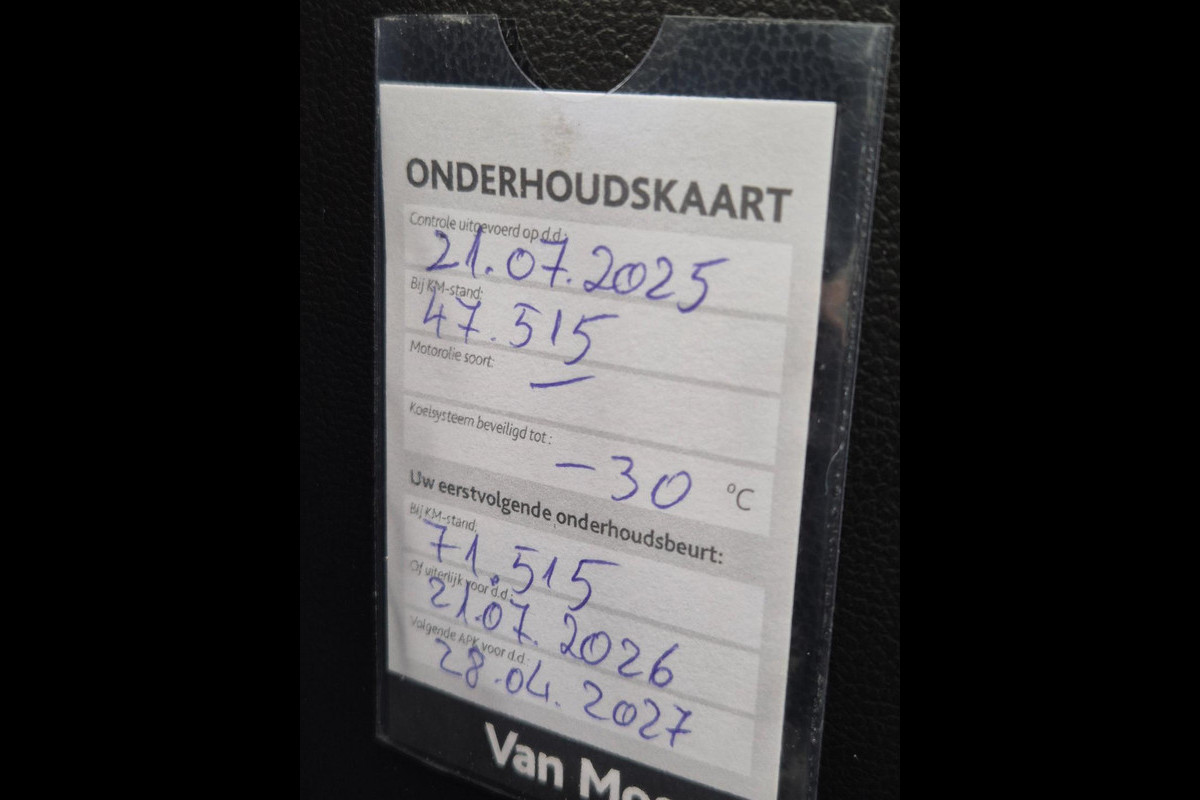 ONDERHOUDSKAART
Controle uitgevoerd op d.d.:
21.07.2025
Bij KM-stand:
47.515
Motorolie soort:
—
Koelsysteem beveiligd tot :
-30 °C
Uw eerstvolgende onderhoudsbeurt:
Bij KM-stand:
71.515
Of uiterlijk voor d.d.:
21.07.2026
Volgende APK voor d.d.:
28.04.2027
Van